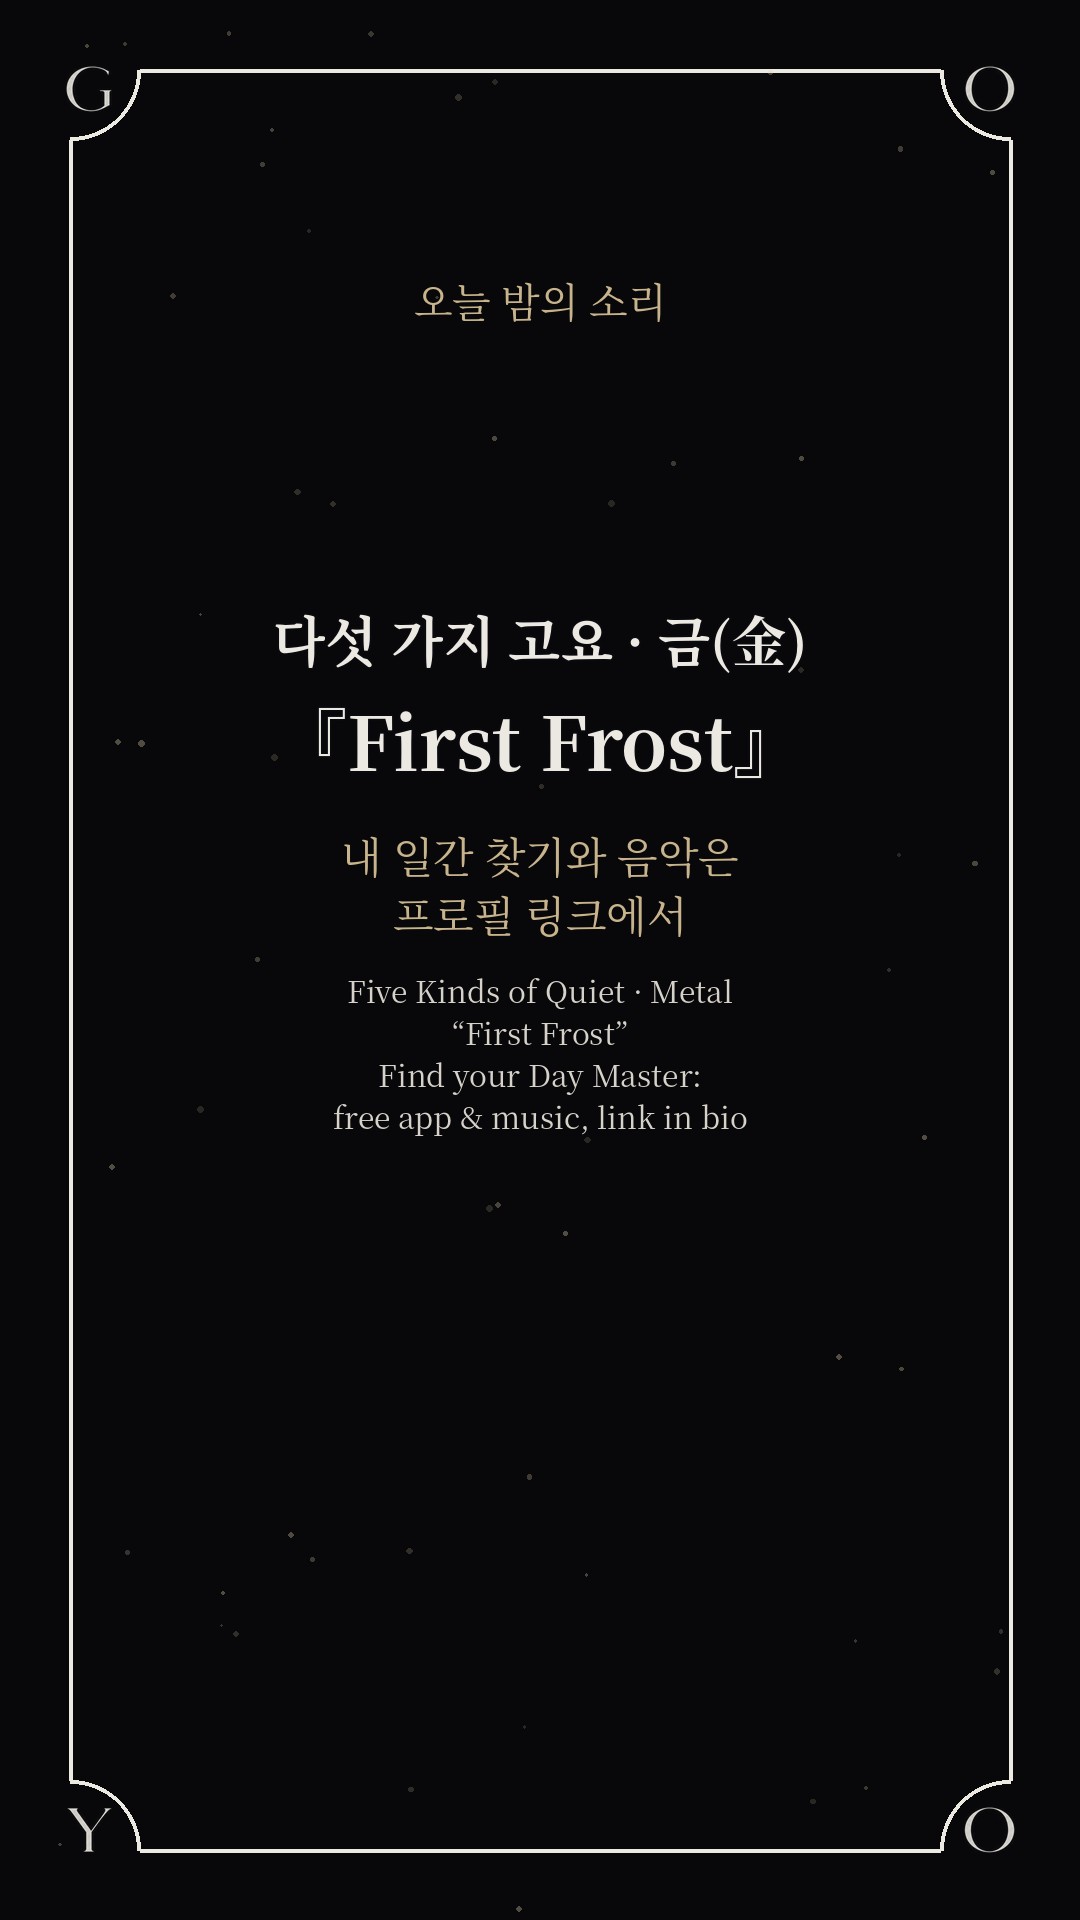 G O
오늘 밤의 소리
다섯 가지 고요 · 금(金)
『First Frost』
내 일간 찾기와 음악은
프로필 링크에서
Five Kinds of Quiet · Metal
“First Frost”
Find your Day Master:
free app & music, link in bio
Y O